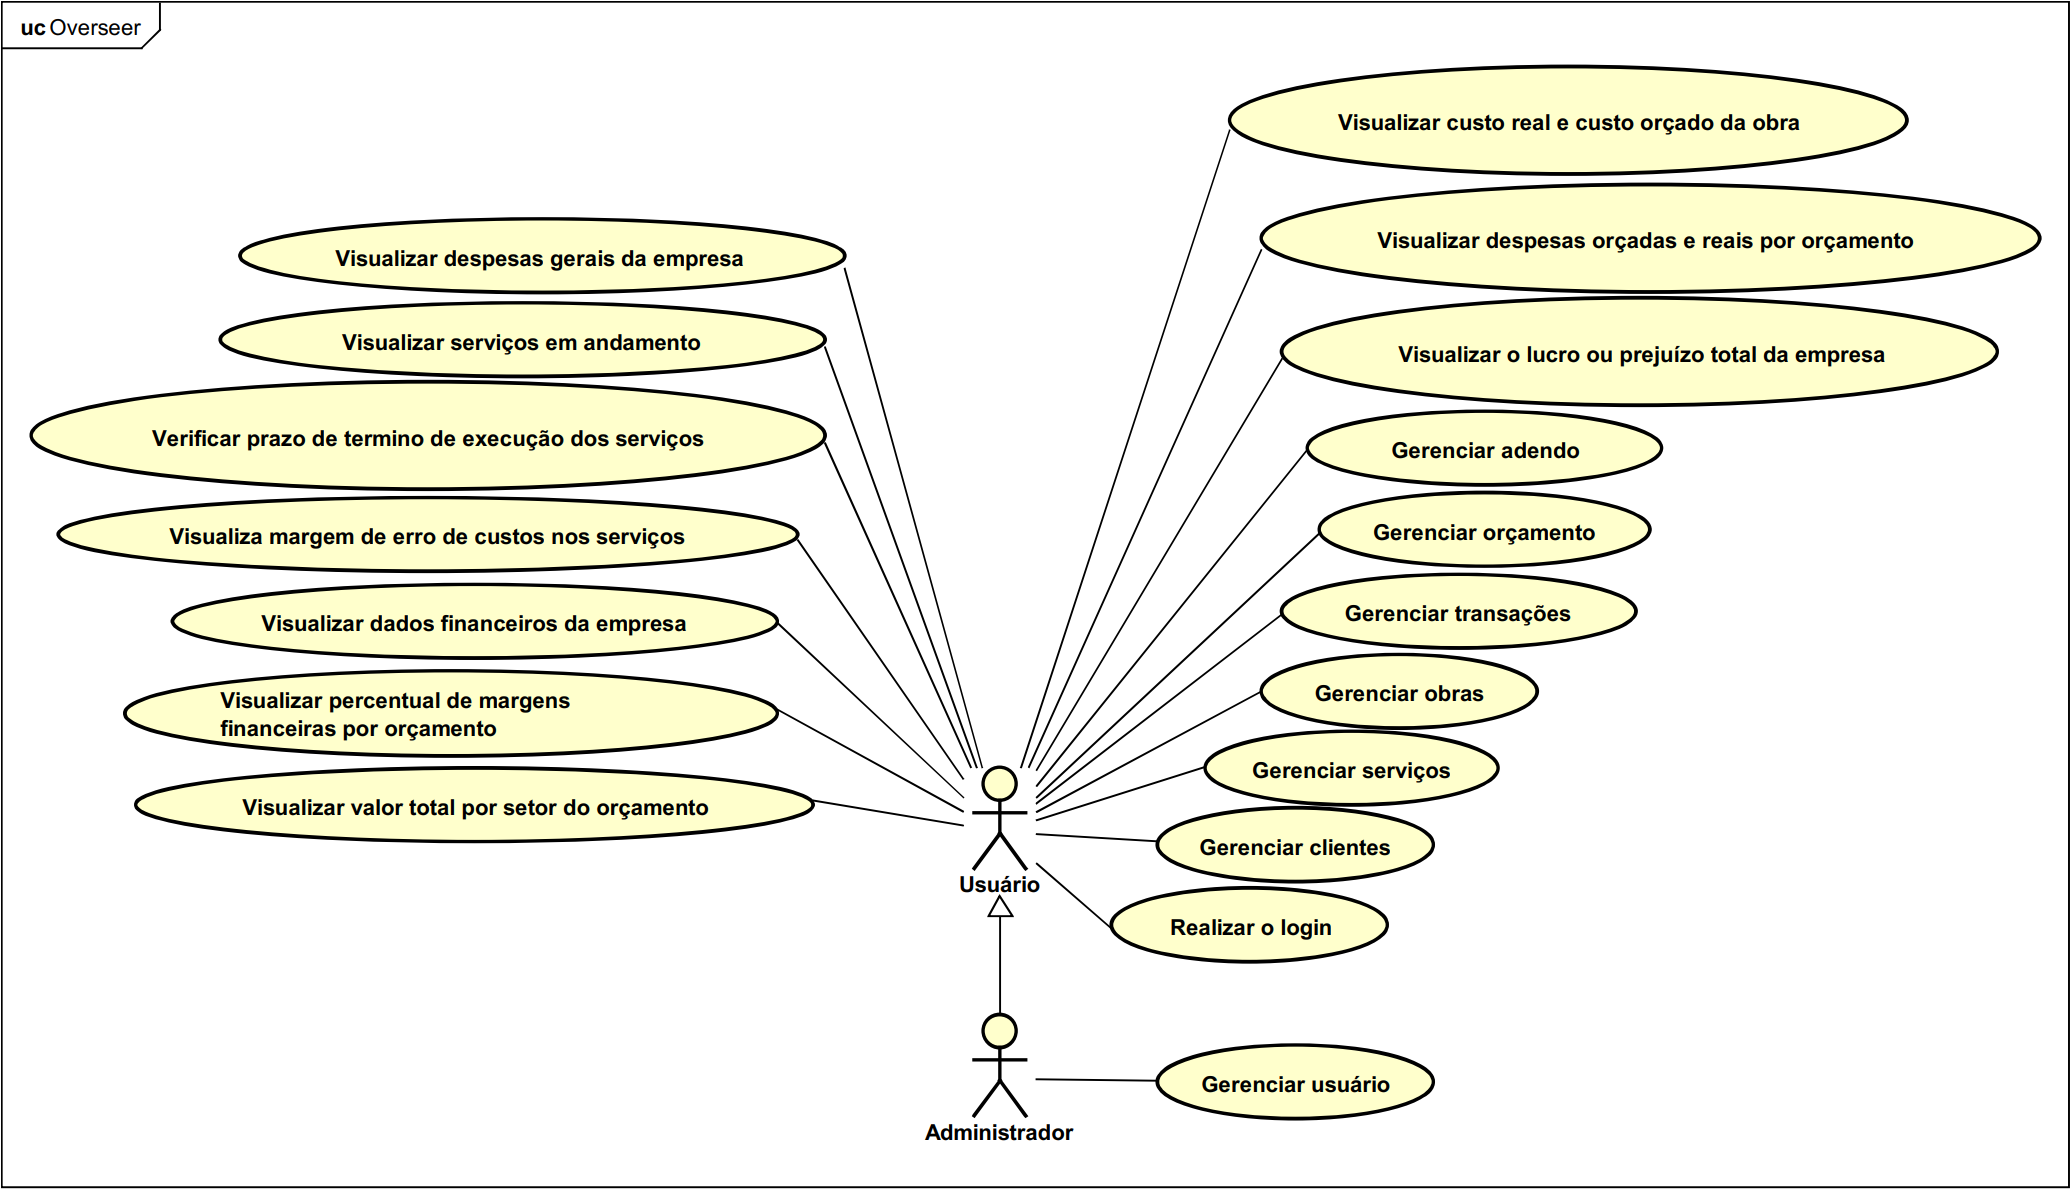 uc Overseer
Visualizar custo real e custo orçado da obra
Visualizar despesas orçadas e reais por orçamento
Visualizar despesas gerais da empresa
Visualizar serviços em andamento
Visualizar o lucro ou prejuízo total da empresa
Verificar prazo de termino de execução dos serviços
Gerenciar adendo
Visualiza margem de erro de custos nos serviços
Gerenciar orçamento
Visualizar dados financeiros da empresa
Gerenciar transações
Visualizar percentual de margens
financeiras por orçamento
Gerenciar obras
Gerenciar serviços
Visualizar valor total por setor do orçamento
Gerenciar clientes
Usuário
Realizar o login
Gerenciar usuário
Administrador